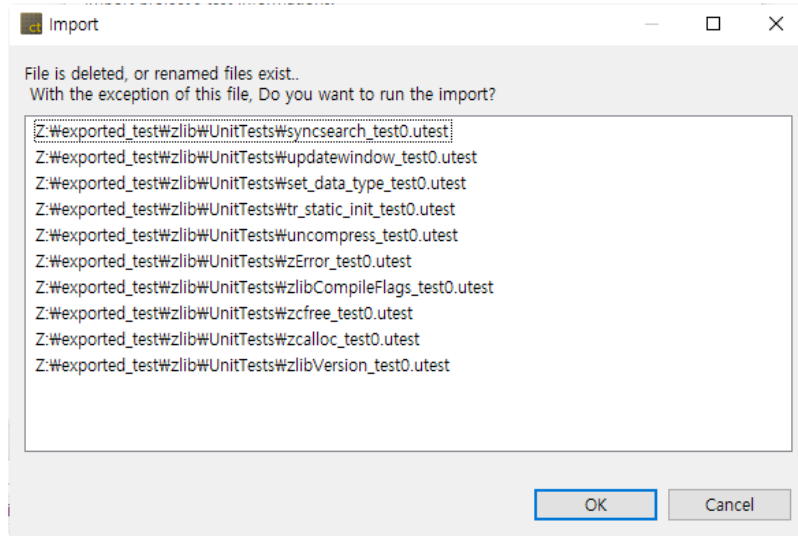 ct Import
File is deleted, or renamed files exist..
With the exception of this file, Do you want to run the import?
Z:₩exported_test₩zlib₩UnitTests₩syncsearch_test0.utest
Z:₩exported_test₩zlib₩UnitTests₩updatewindow_test0.utest
Z:₩exported_test₩zlib₩UnitTests₩set_data_type_test0.utest
Z:₩exported_test₩zlib₩UnitTests₩tr_static_init_test0.utest
Z:₩exported_test₩zlib₩UnitTests₩uncompress_test0.utest
Z:₩exported_test₩zlib₩UnitTests₩zError_test0.utest
Z:₩exported_test₩zlib₩UnitTests₩zlibCompileFlags_test0.utest
Z:₩exported_test₩zlib₩UnitTests₩zcfree_test0.utest
Z:₩exported_test₩zlib₩UnitTests₩zcalloc_test0.utest
Z:₩exported_test₩zlib₩UnitTests₩zlibVersion_test0.utest
OK Cancel